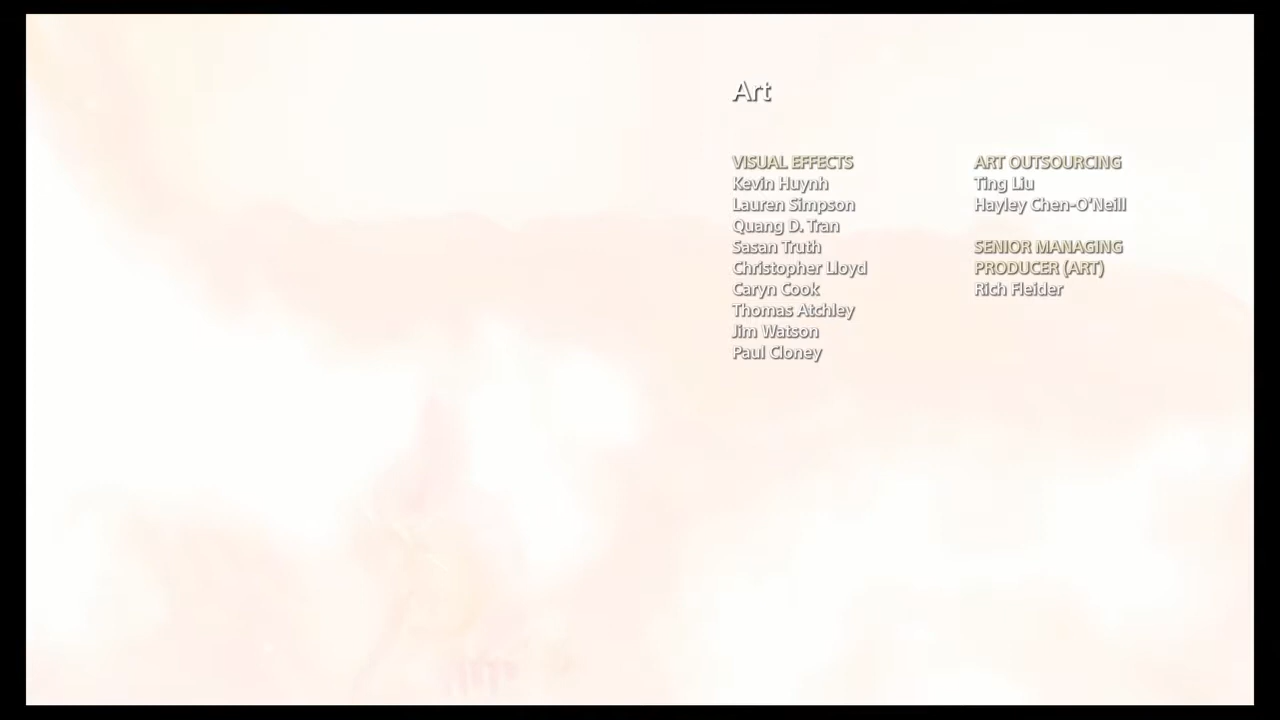 Art
VISUAL EFFECTS
Kevin Huynh
Lauren Simpson
Quang D. Tran
Sasan Truth
Christopher Lloyd
Caryn Cook
Thomas Atchley
Jim Watson
Paul Cloney
ART OUTSOURCING
Ting Liu
Hayley Chen-O'Neill
SENIOR MANAGING
PRODUCER (ART)
Rich Fleider